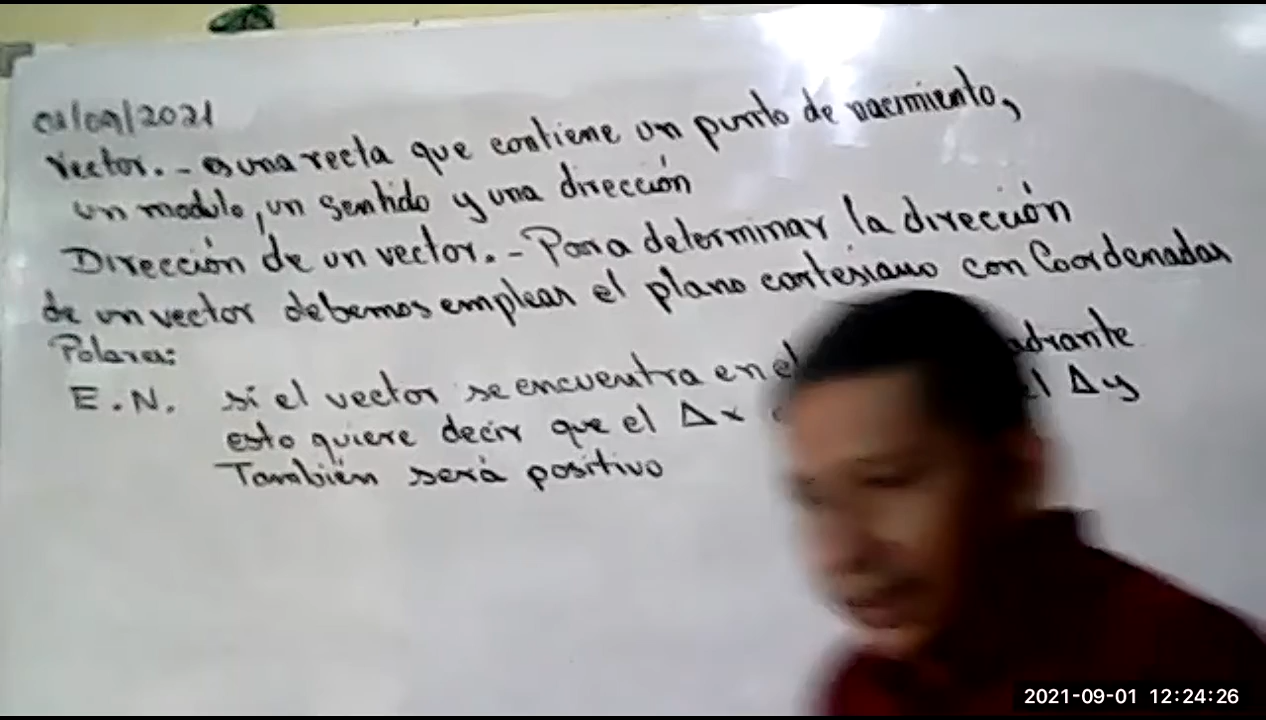 01/09/2021
Vector. - es una recta que contiene un punto de nacimiento,
un modulo, un sentido y una dirección
Dirección de un vector. - Para determinar la dirección
de un vector debemos emplear el plano cartesiano con Coordenadas
Polares:
E.N. si el vector se encuentra en el
esto quiere decir que el Δx el Δy
También será positivo
2021-09-01 12:24:26